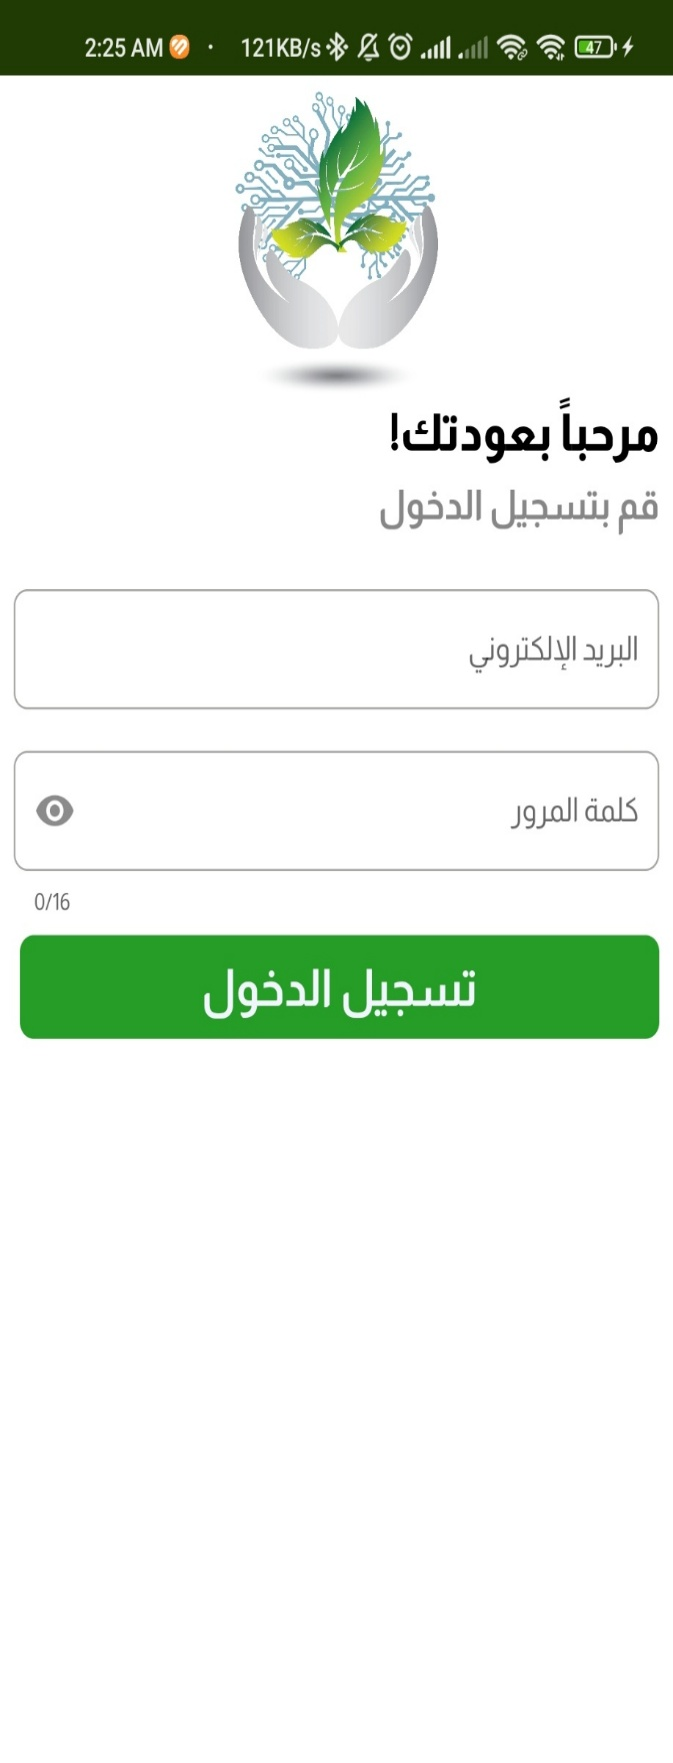 2:25 AM · 121KB/s 47
مرحباً بعودتك!
قم بتسجيل الدخول
البريد الإلكتروني
كلمة المرور
0/16
تسجيل الدخول